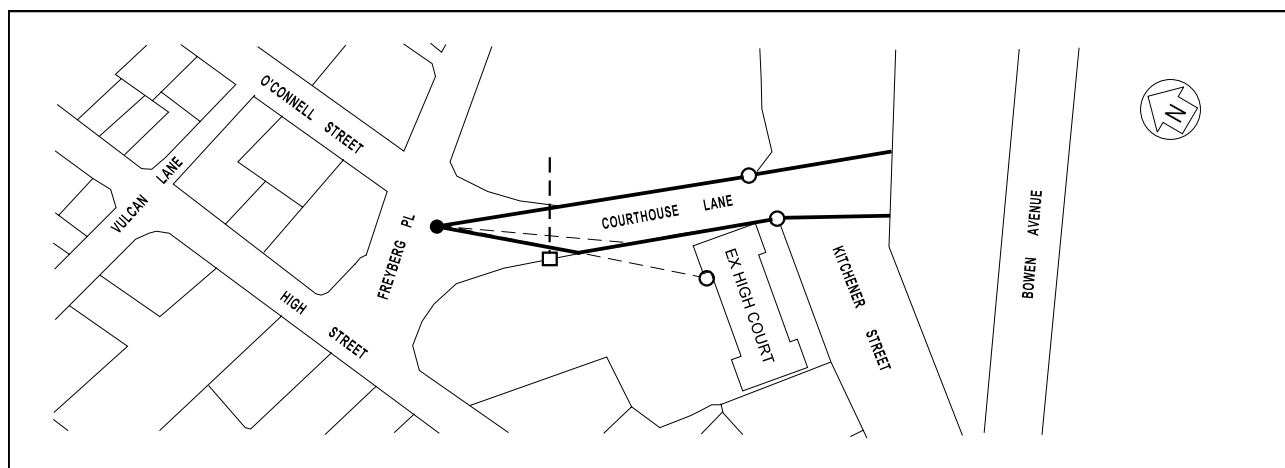 O'CONNELL STREET
VULCAN LANE
FREYBERG PL
COURTHOUSE LANE
HIGH STREET
EX HIGH COURT
KITCHENER STREET
BOWEN AVENUE
N